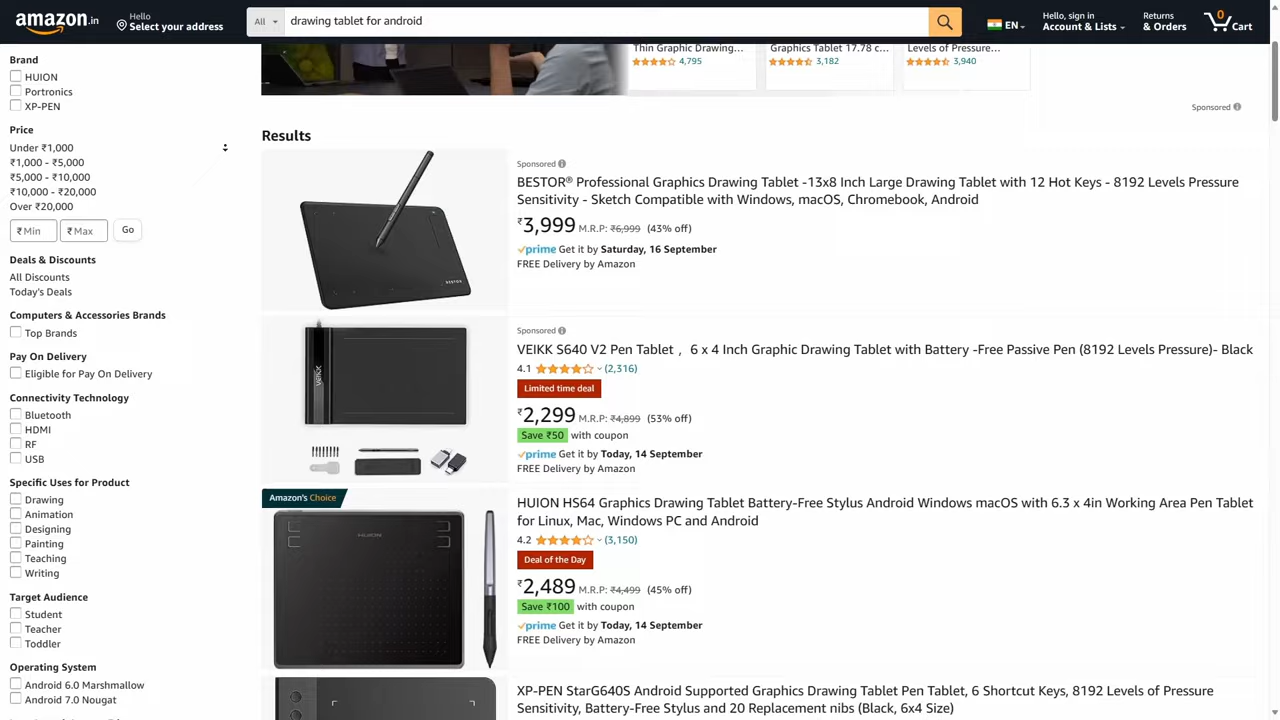 amazon.in
Hello
Select your address
All
drawing tablet for android
EN
Hello, sign in
Account & Lists
Returns
& Orders
0
Cart
Brand
HUION
Portronics
XP-PEN
Price
Under ₹1,000
₹1,000 - ₹5,000
₹5,000 - ₹10,000
₹10,000 - ₹20,000
Over ₹20,000
₹ Min
₹ Max
Go
Deals & Discounts
All Discounts
Today's Deals
Computers & Accessories Brands
Top Brands
Pay On Delivery
Eligible for Pay On Delivery
Connectivity Technology
Bluetooth
HDMI
RF
USB
Specific Uses for Product
Drawing
Animation
Designing
Painting
Teaching
Writing
Target Audience
Student
Teacher
Toddler
Operating System
Android 6.0 Marshmallow
Android 7.0 Nougat
Thin Graphic Drawing...
4,795
Graphics Tablet 17.78 c...
3,182
Levels of Pressure...
3,940
Sponsored
Results
BESTOR
Sponsored
BESTOR® Professional Graphics Drawing Tablet -13x8 Inch Large Drawing Tablet with 12 Hot Keys - 8192 Levels Pressure
Sensitivity - Sketch Compatible with Windows, macOS, Chromebook, Android
₹3,999 M.R.P: ₹6,999 (43% off)
prime Get it by Saturday, 16 September
FREE Delivery by Amazon
VEIKK
Sponsored
VEIKK S640 V2 Pen Tablet， 6 x 4 Inch Graphic Drawing Tablet with Battery -Free Passive Pen (8192 Levels Pressure)- Black
4.1 (2,316)
Limited time deal
₹2,299 M.R.P: ₹4,899 (53% off)
Save ₹50 with coupon
prime Get it by Today, 14 September
FREE Delivery by Amazon
Amazon's Choice
HUION
HUION HS64 Graphics Drawing Tablet Battery-Free Stylus Android Windows macOS with 6.3 x 4in Working Area Pen Tablet
for Linux, Mac, Windows PC and Android
4.2 (3,150)
Deal of the Day
₹2,489 M.R.P: ₹4,499 (45% off)
Save ₹100 with coupon
prime Get it by Today, 14 September
FREE Delivery by Amazon
XP-PEN StarG640S Android Supported Graphics Drawing Tablet Pen Tablet, 6 Shortcut Keys, 8192 Levels of Pressure
Sensitivity, Battery-Free Stylus and 20 Replacement nibs (Black, 6x4 Size)